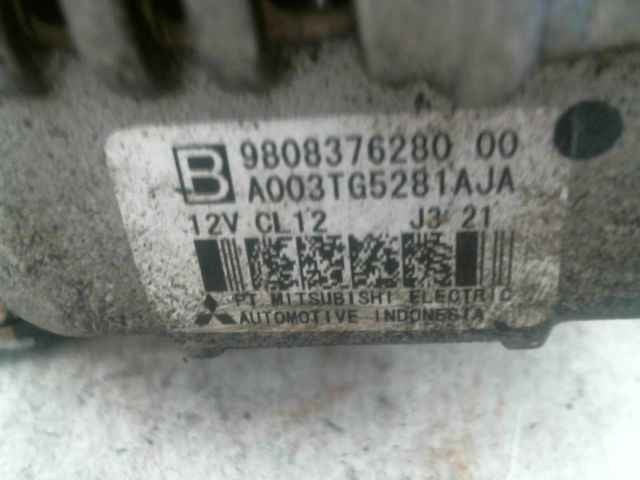 B 9808376280 00
A003TG5281AJA
12V CL12 J3 21
PT.MITSUBISHI ELECTRIC
AUTOMOTIVE INDONESIA